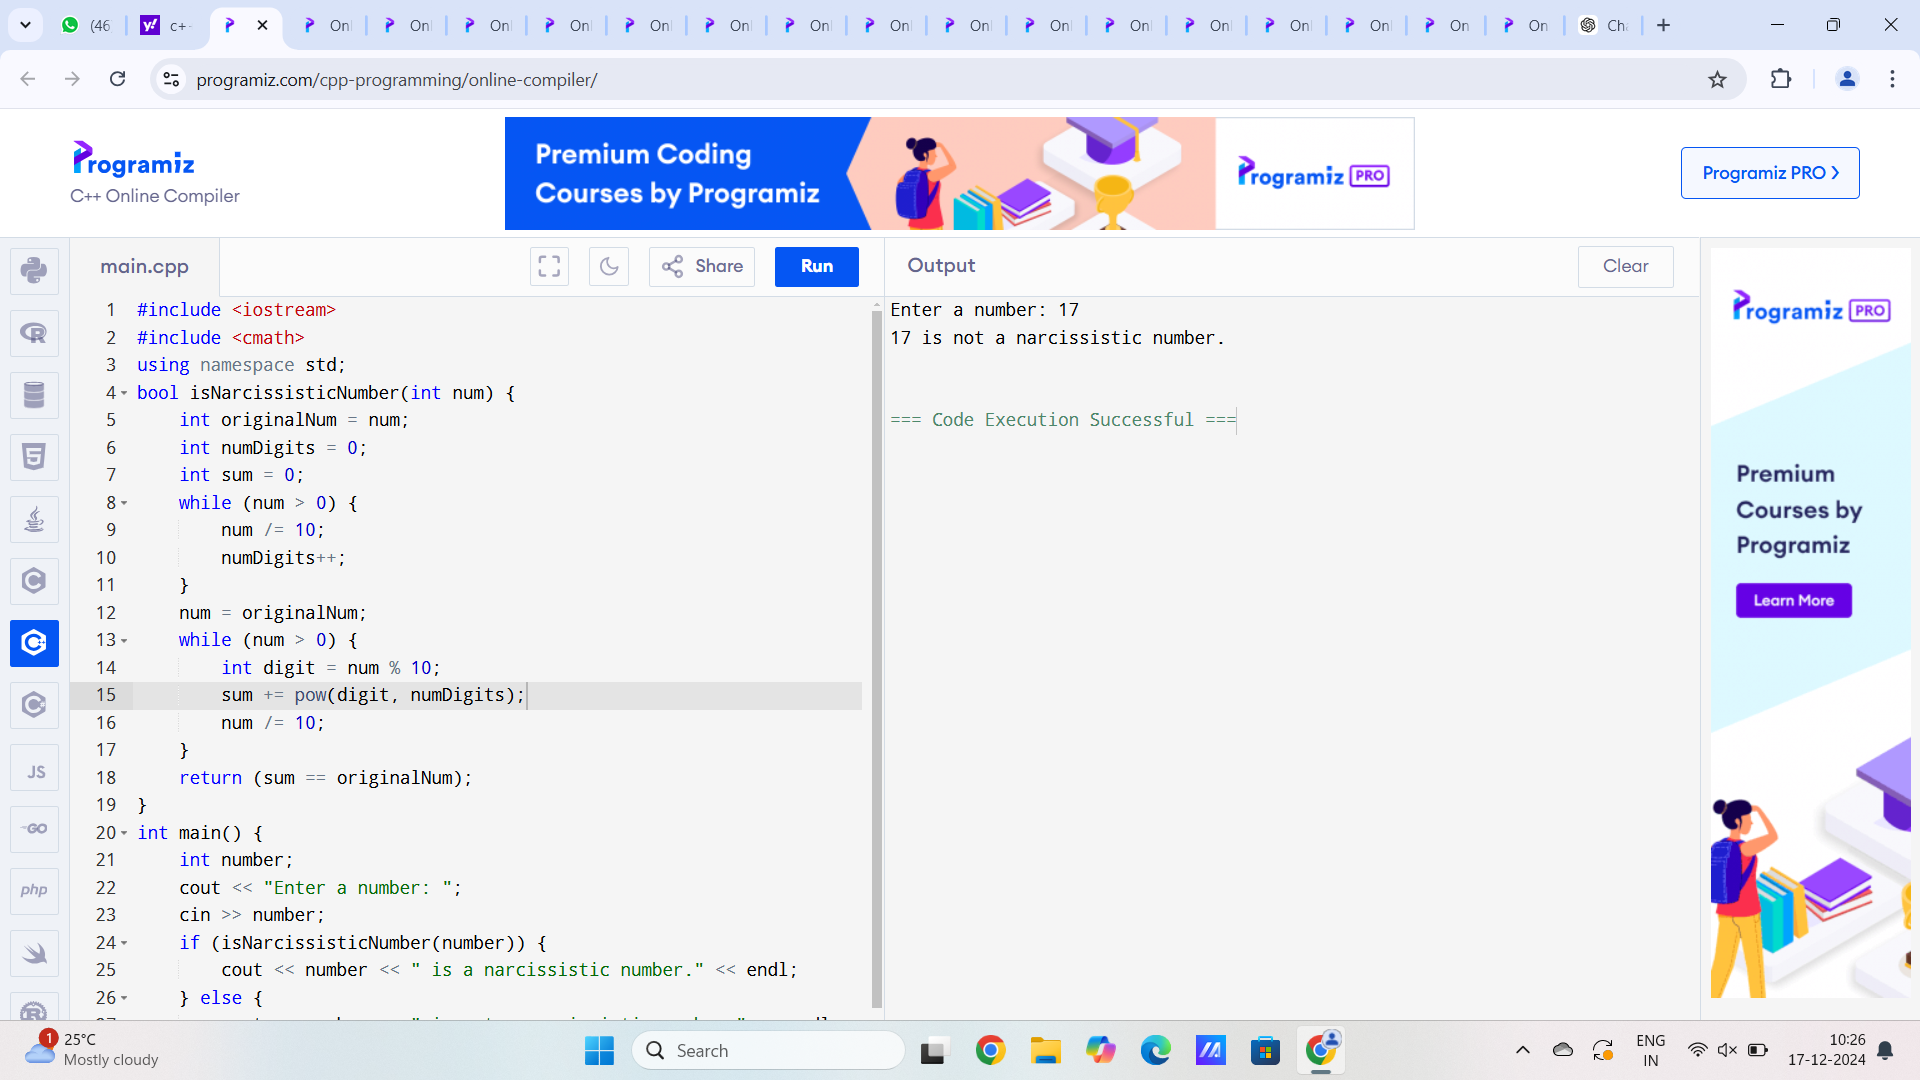 (46
c+
Onl
Onl
Onl
Onl
Onl
Onl
Onl
Onl
Onl
Onl
Onl
Onl
Onl
Onl
On
On
Cha
programiz.com/cpp-programming/online-compiler/
Programiz
C++ Online Compiler
Premium Coding
Courses by Programiz
Programiz PRO
Programiz PRO
main.cpp
Share
Run
Output
Clear
1 #include <iostream>
2 #include <cmath>
3 using namespace std;
4 bool isNarcissisticNumber(int num) {
5 int originalNum = num;
6 int numDigits = 0;
7 int sum = 0;
8 while (num > 0) {
9 num /= 10;
10 numDigits++;
11 }
12 num = originalNum;
13 while (num > 0) {
14 int digit = num % 10;
15 sum += pow(digit, numDigits);
16 num /= 10;
17 }
18 return (sum == originalNum);
19 }
20 int main() {
21 int number;
22 cout << "Enter a number: ";
23 cin >> number;
24 if (isNarcissisticNumber(number)) {
25 cout << number << " is a narcissistic number." << endl;
26 } else {
Enter a number: 17
17 is not a narcissistic number.
=== Code Execution Successful ===
Programiz PRO
Premium
Courses by
Programiz
Learn More
JS
GO
php
1
25°C
Mostly cloudy
Search
ENG
IN
10:26
17-12-2024